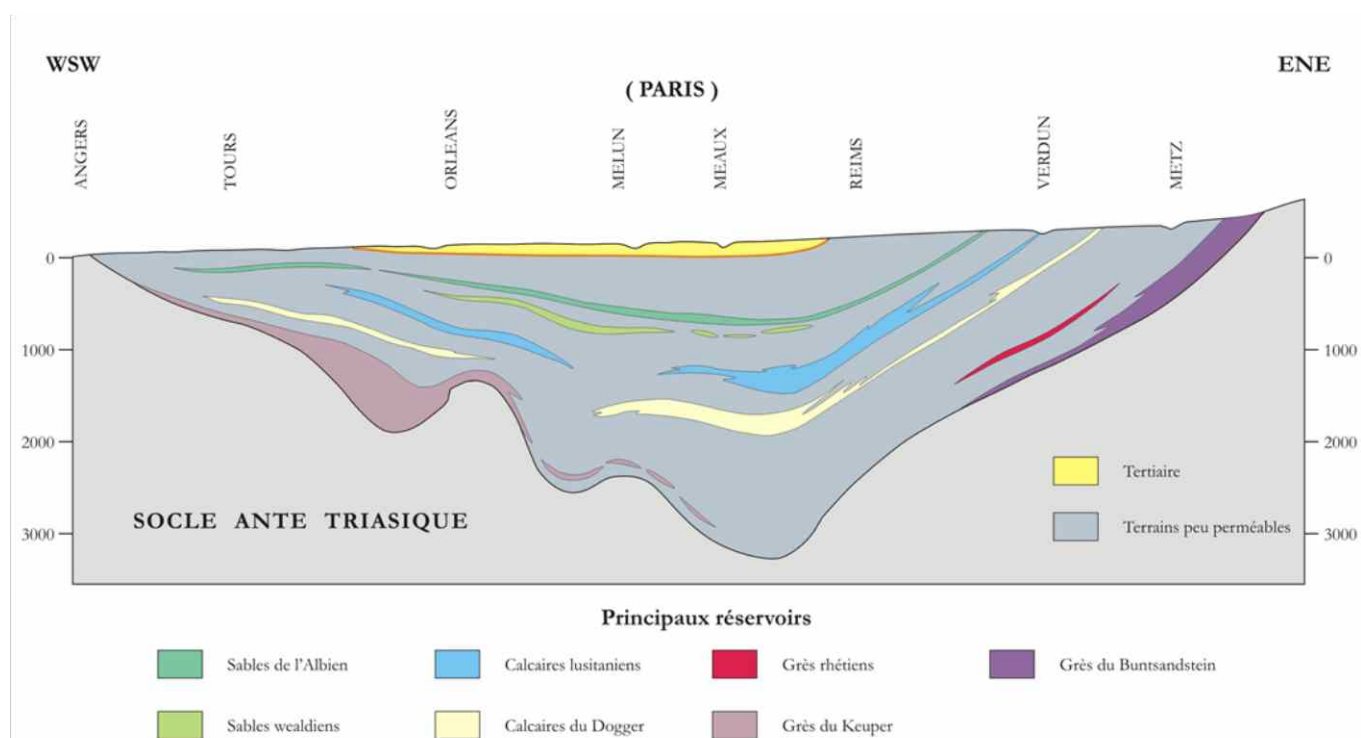 WSW
ENE
( PARIS )
ANGERS
TOURS
ORLEANS
MELUN
MEAUX
REIMS
VERDUN
METZ
0
0
1000
1000
2000
2000
3000
3000
SOCLE ANTE TRIASIQUE
Tertiaire
Terrains peu perméables
Principaux réservoirs
Sables de l'Albien
Calcaires lusitaniens
Grès rhétiens
Grès du Buntsandstein
Sables wealdiens
Calcaires du Dogger
Grès du Keuper